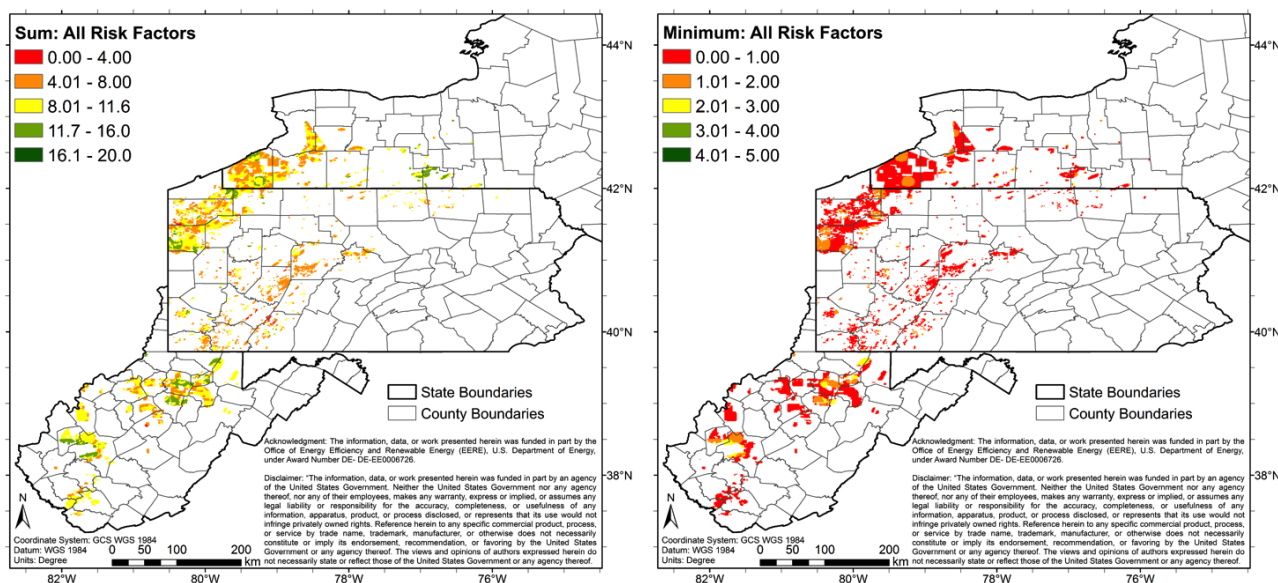 Sum: All Risk Factors
0.00 - 4.00
4.01 - 8.00
8.01 - 11.6
11.7 - 16.0
16.1 - 20.0
44°N
42°N
40°N
38°N
State Boundaries
County Boundaries
Acknowledgment: The information, data, or work presented herein was funded in part by the
Office of Energy Efficiency and Renewable Energy (EERE), U.S. Department of Energy,
under Award Number DE- DE-EE0006726.
Disclaimer: "The information, data, or work presented herein was funded in part by an agency
of the United States Government. Neither the United States Government nor any agency
thereof, nor any of their employees, makes any warranty, express or implied, or assumes any
legal liability or responsibility for the accuracy, completeness, or usefulness of any
information, apparatus, product, or process disclosed, or represents that its use would not
infringe privately owned rights. Reference herein to any specific commercial product, process,
or service by trade name, trademark, manufacturer, or otherwise does not necessarily
constitute or imply its endorsement, recommendation, or favoring by the United States
Government or any agency thereof. The views and opinions of authors expressed herein do
not necessarily state or reflect those of the United States Government or any agency thereof.
N
Coordinate System: GCS WGS 1984
Datum: WGS 1984
Units: Degree
0 50 100 200
km
82°W 80°W 78°W 76°W
Minimum: All Risk Factors
0.00 - 1.00
1.01 - 2.00
2.01 - 3.00
3.01 - 4.00
4.01 - 5.00
44°N
42°N
40°N
38°N
State Boundaries
County Boundaries
Acknowledgment: The information, data, or work presented herein was funded in part by the
Office of Energy Efficiency and Renewable Energy (EERE), U.S. Department of Energy,
under Award Number DE- DE-EE0006726.
Disclaimer: "The information, data, or work presented herein was funded in part by an agency
of the United States Government. Neither the United States Government nor any agency
thereof, nor any of their employees, makes any warranty, express or implied, or assumes any
legal liability or responsibility for the accuracy, completeness, or usefulness of any
information, apparatus, product, or process disclosed, or represents that its use would not
infringe privately owned rights. Reference herein to any specific commercial product, process,
or service by trade name, trademark, manufacturer, or otherwise does not necessarily
constitute or imply its endorsement, recommendation, or favoring by the United States
Government or any agency thereof. The views and opinions of authors expressed herein do
not necessarily state or reflect those of the United States Government or any agency thereof.
N
Coordinate System: GCS WGS 1984
Datum: WGS 1984
Units: Degree
0 50 100 200
km
82°W 80°W 78°W 76°W